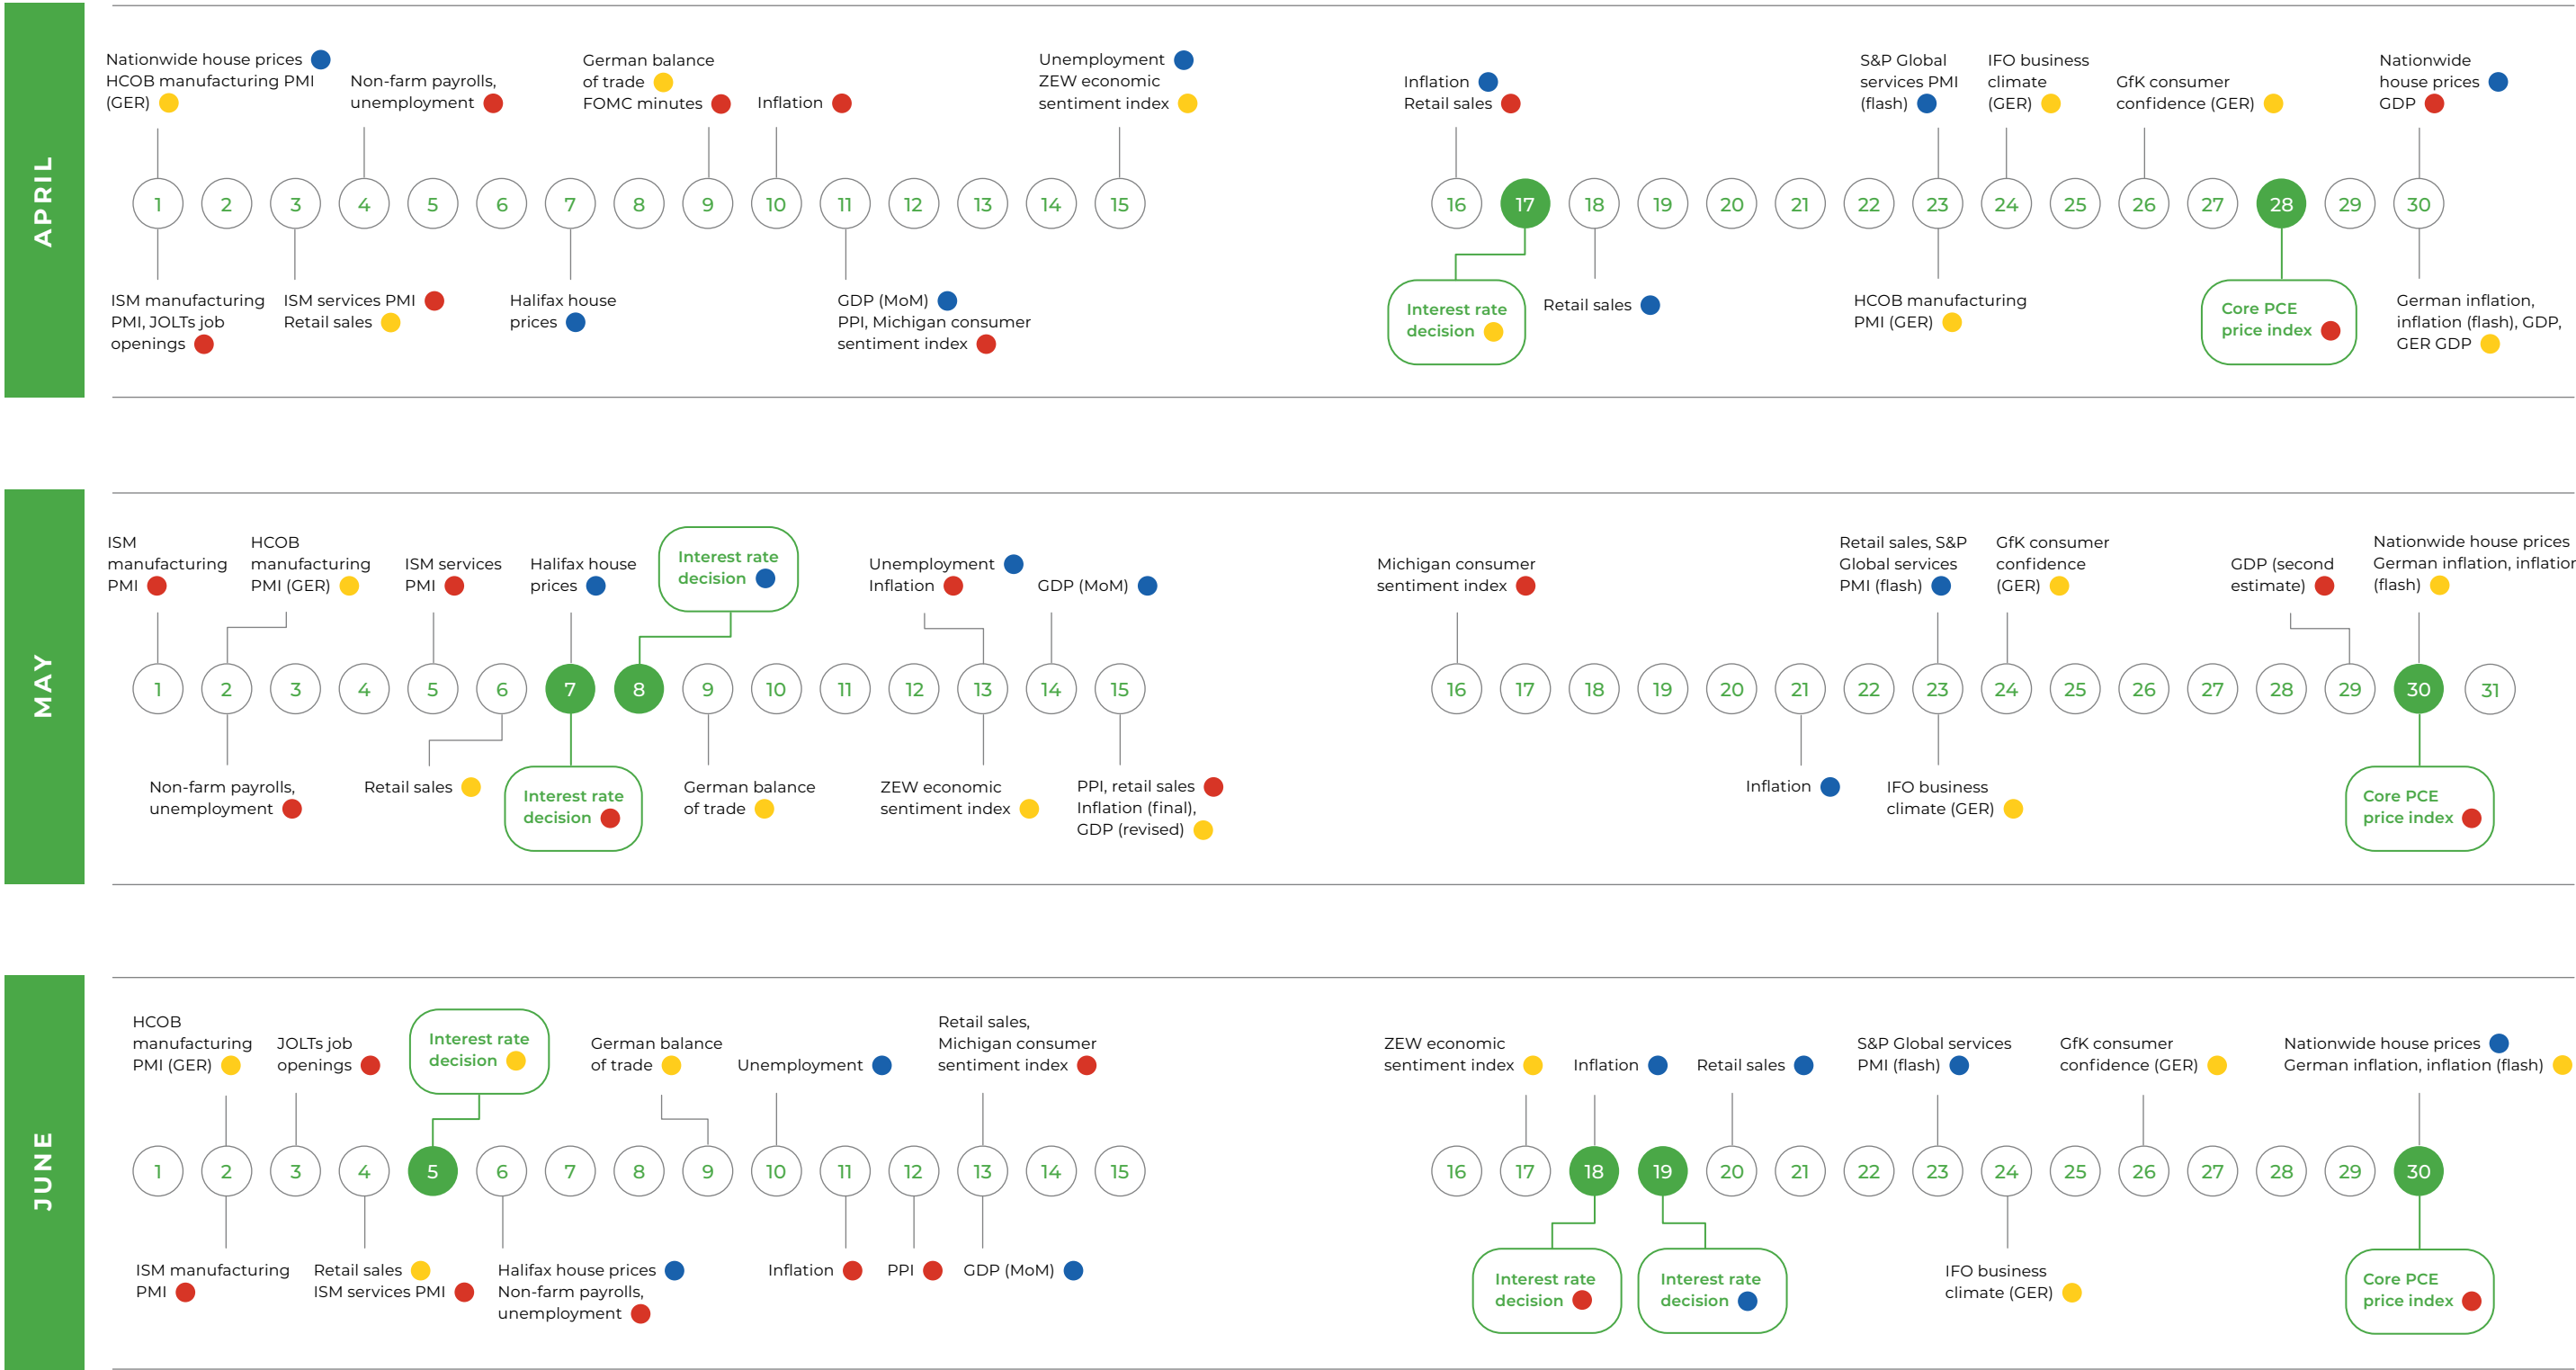 APRIL
Nationwide house prices
HCOB manufacturing PMI
(GER)
Non-farm payrolls,
unemployment
German balance
of trade
FOMC minutes
Inflation
Unemployment
ZEW economic
sentiment index
Inflation
Retail sales
S&P Global
services PMI
(flash)
IFO business
climate
(GER)
GfK consumer
confidence (GER)
Nationwide
house prices
GDP
1 2 3 4 5 6 7 8 9 10 11 12 13 14 15 16 17 18 19 20 21 22 23 24 25 26 27 28 29 30
ISM manufacturing
PMI, JOLTs job
openings
ISM services PMI
Retail sales
Halifax house
prices
GDP (MoM)
PPI, Michigan consumer
sentiment index
Interest rate
decision
Retail sales
HCOB manufacturing
PMI (GER)
Core PCE
price index
German inflation,
inflation (flash), GDP,
GER GDP
MAY
ISM
manufacturing
PMI
HCOB
manufacturing
PMI (GER)
ISM services
PMI
Halifax house
prices
Interest rate
decision
Unemployment
Inflation
GDP (MoM)
Michigan consumer
sentiment index
Retail sales, S&P
Global services
PMI (flash)
GfK consumer
confidence
(GER)
GDP (second
estimate)
Nationwide house prices
German inflation, inflation
(flash)
1 2 3 4 5 6 7 8 9 10 11 12 13 14 15 16 17 18 19 20 21 22 23 24 25 26 27 28 29 30 31
Non-farm payrolls,
unemployment
Retail sales
Interest rate
decision
German balance
of trade
ZEW economic
sentiment index
PPI, retail sales
Inflation (final),
GDP (revised)
Inflation
IFO business
climate (GER)
Core PCE
price index
JUNE
HCOB
manufacturing
PMI (GER)
JOLTs job
openings
Interest rate
decision
German balance
of trade
Unemployment
Retail sales,
Michigan consumer
sentiment index
ZEW economic
sentiment index
Inflation
Retail sales
S&P Global services
PMI (flash)
GfK consumer
confidence (GER)
Nationwide house prices
German inflation, inflation (flash)
1 2 3 4 5 6 7 8 9 10 11 12 13 14 15 16 17 18 19 20 21 22 23 24 25 26 27 28 29 30
ISM manufacturing
PMI
Retail sales
ISM services PMI
Halifax house prices
Non-farm payrolls,
unemployment
Inflation
PPI
GDP (MoM)
Interest rate
decision
Interest rate
decision
IFO business
climate (GER)
Core PCE
price index